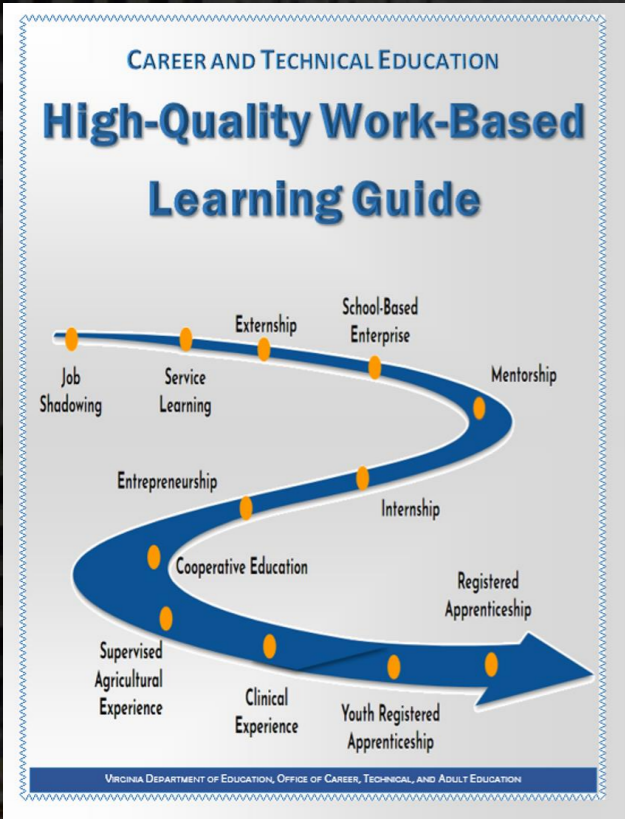 CAREER AND TECHNICAL EDUCATION
High-Quality Work-Based
Learning Guide
Job
Shadowing
Service
Learning
Externship
School-Based
Enterprise
Mentorship
Internship
Entrepreneurship
Cooperative Education
Supervised
Agricultural
Experience
Clinical
Experience
Youth Registered
Apprenticeship
Registered
Apprenticeship
VIRGINIA DEPARTMENT OF EDUCATION, OFFICE OF CAREER, TECHNICAL, AND ADULT EDUCATION